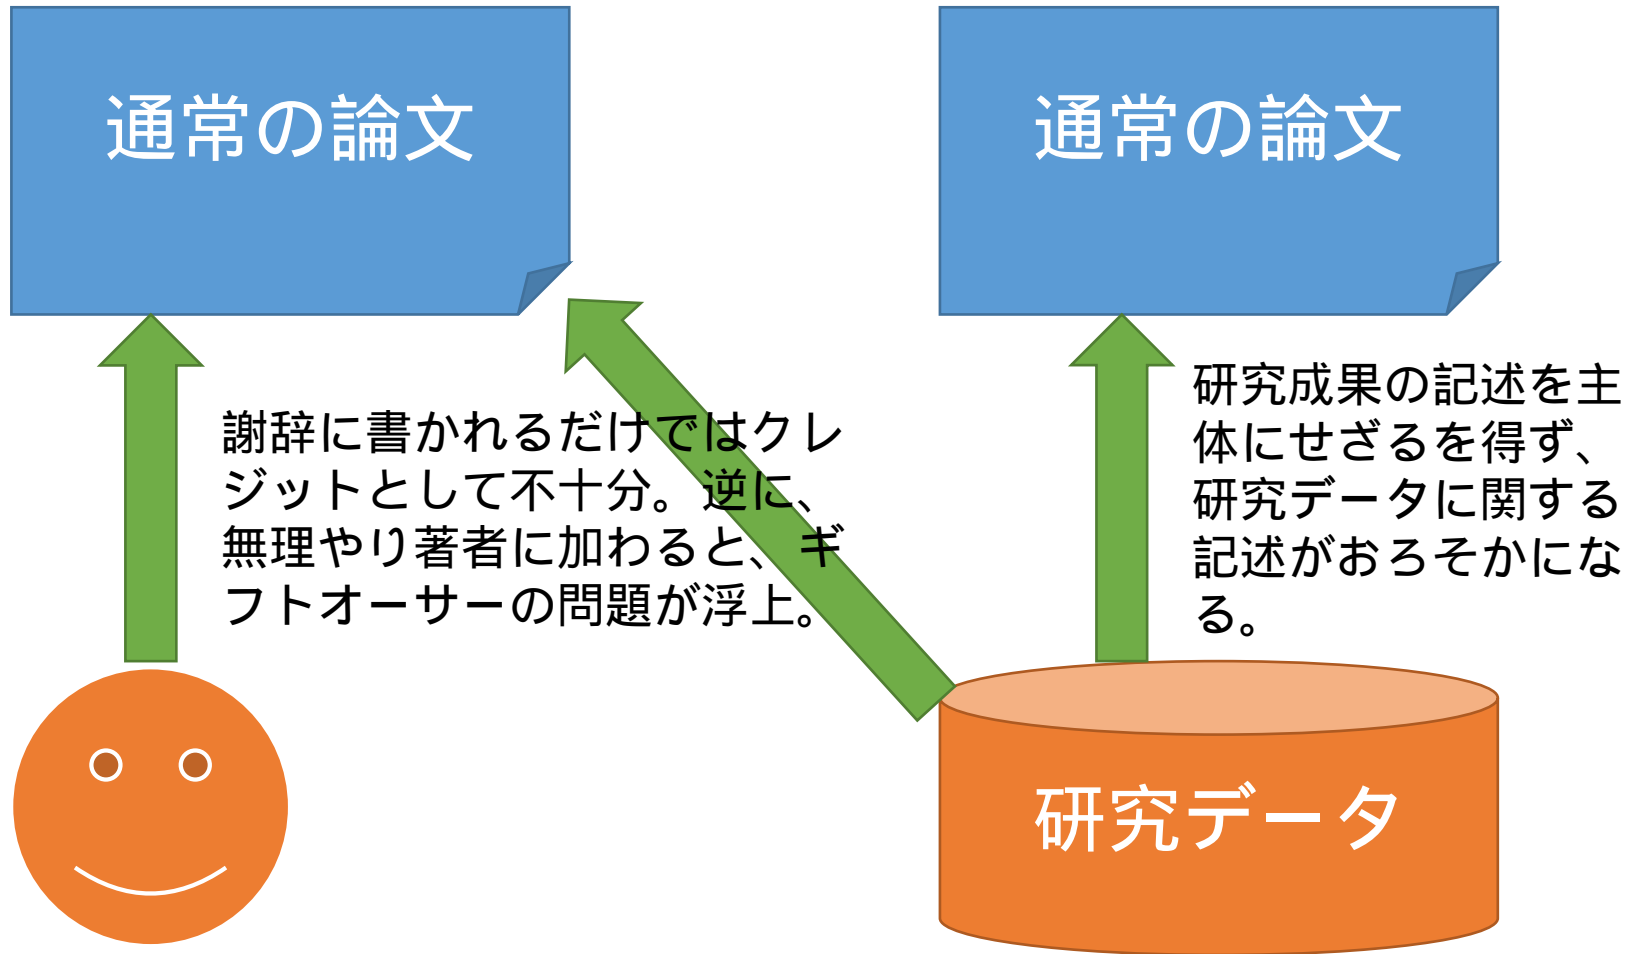 通常の論文
通常の論文
謝辞に書かれるだけではクレ
ジットとして不十分。逆に、
無理やり著者に加わると、ギ
フトオーサーの問題が浮上。
研究成果の記述を主
体にせざるを得ず、
研究データに関する
記述がおろそかにな
る。
研究データ